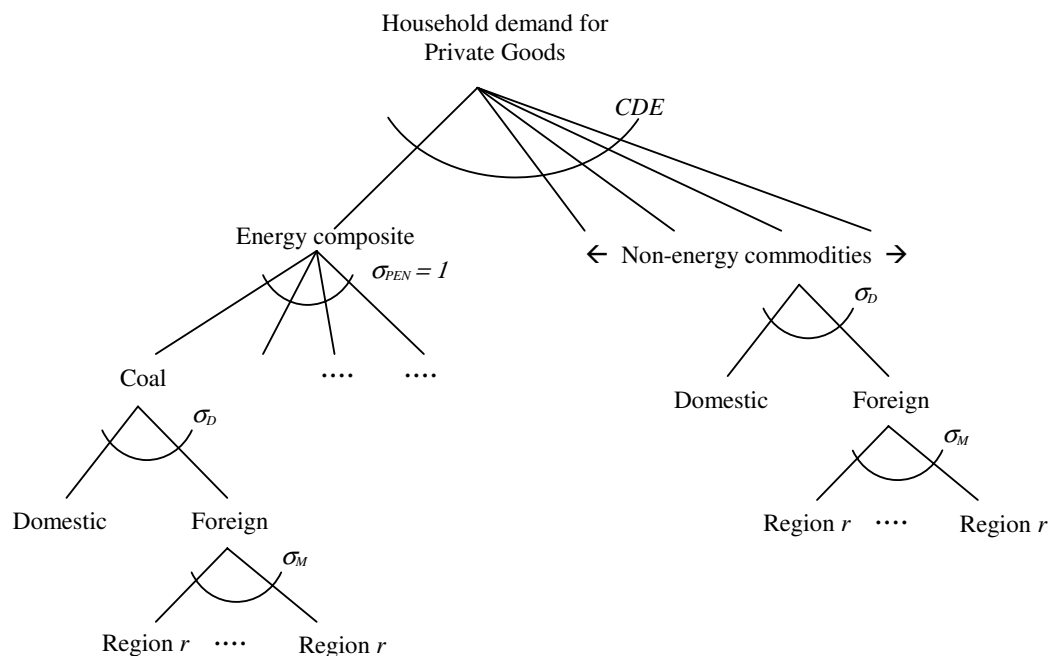 Household demand for
Private Goods
CDE
Energy composite
σPEN = 1
← Non-energy commodities →
σD
Coal
....
....
Domestic
Foreign
σD
σM
Domestic
Foreign
Region r
....
Region r
σM
Region r
....
Region r